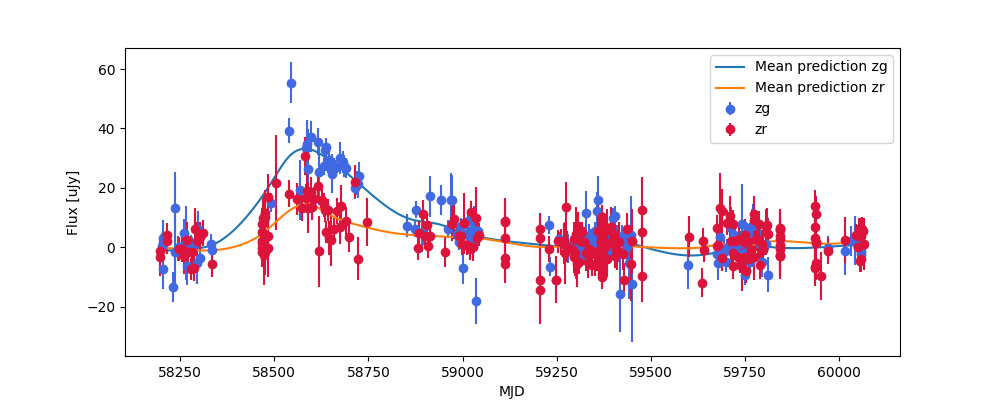 Flux [uJy]
60
40
20
0
−20
58250 58500 58750 59000 59250 59500 59750 60000
MJD
Mean prediction zg
Mean prediction zr
zg
zr